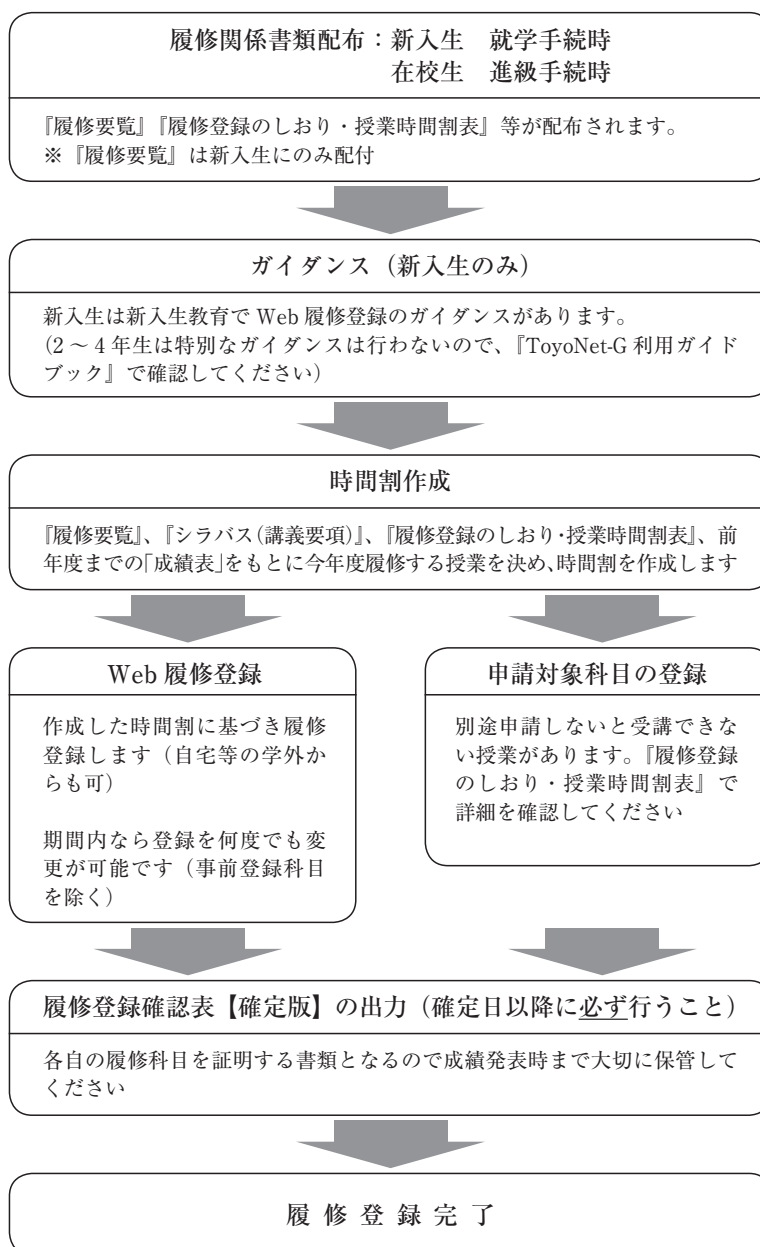 履修関係書類配布：新入生　就学手続時
在校生　進級手続時
『履修要覧』『履修登録のしおり・授業時間割表』等が配布されます。
※『履修要覧』は新入生にのみ配付
ガイダンス（新入生のみ）
新入生は新入生教育で Web 履修登録のガイダンスがあります。
（2 ～ 4 年生は特別なガイダンスは行わないので、『ToyoNet-G 利用ガイド
ブック』で確認してください）
時間割作成
『履修要覧』、『シラバス（講義要項）』、『履修登録のしおり・授業時間割表』、前
年度までの「成績表」をもとに今年度履修する授業を決め、時間割を作成します
Web 履修登録
作成した時間割に基づき履修
登録します（自宅等の学外か
らも可）
期間内なら登録を何度でも変
更が可能です（事前登録科目
を除く）
申請対象科目の登録
別途申請しないと受講できな
い授業があります。『履修登録
のしおり・授業時間割表』で
詳細を確認してください
履修登録確認表【確定版】の出力（確定日以降に必ず行うこと）
各自の履修科目を証明する書類となるので成績発表時まで大切に保管して
ください
履 修 登 録 完 了